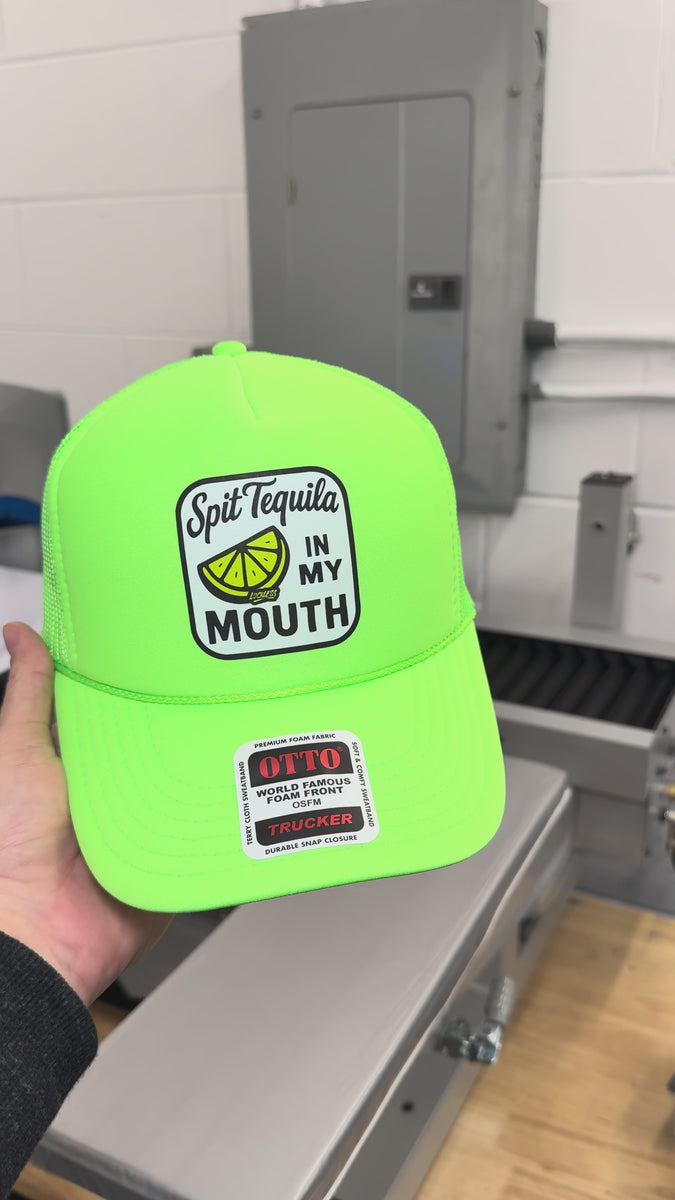 Spit Tequila
IN
MY
MOUTH
LOCALESS
PREMIUM FOAM FABRIC
OTTO®
WORLD FAMOUS
FOAM FRONT
OSFM
TRUCKER
DURABLE SNAP CLOSURE
TERRY CLOTH SWEATBAND
SOFT & COMFY SWEATBAND